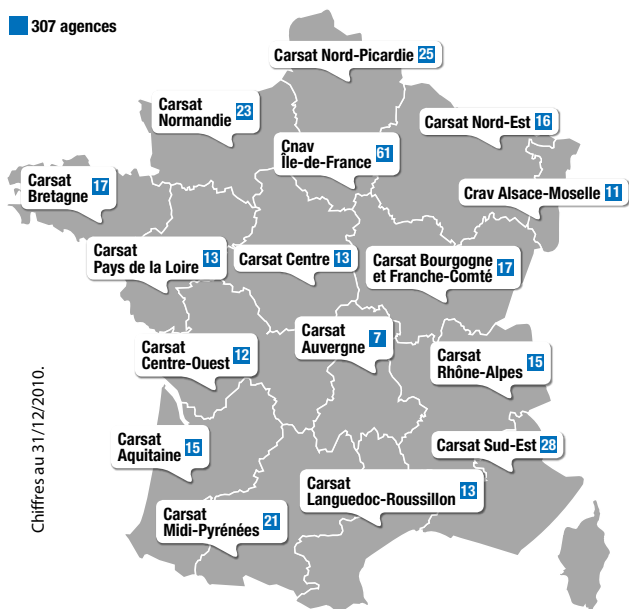 307 agences
Carsat Nord-Picardie 25
Carsat
Normandie 23
Carsat Nord-Est 16
Cnav
Île-de-France 61
Carsat
Bretagne 17
Crav Alsace-Moselle 11
Carsat
Pays de la Loire 13
Carsat Centre 13
Carsat Bourgogne
et Franche-Comté 17
Carsat
Auvergne 7
Carsat
Centre-Ouest 12
Carsat
Rhône-Alpes 15
Chiffres au 31/12/2010.
Carsat
Aquitaine 15
Carsat Sud-Est 28
Carsat
Languedoc-Roussillon 13
Carsat
Midi-Pyrénées 21